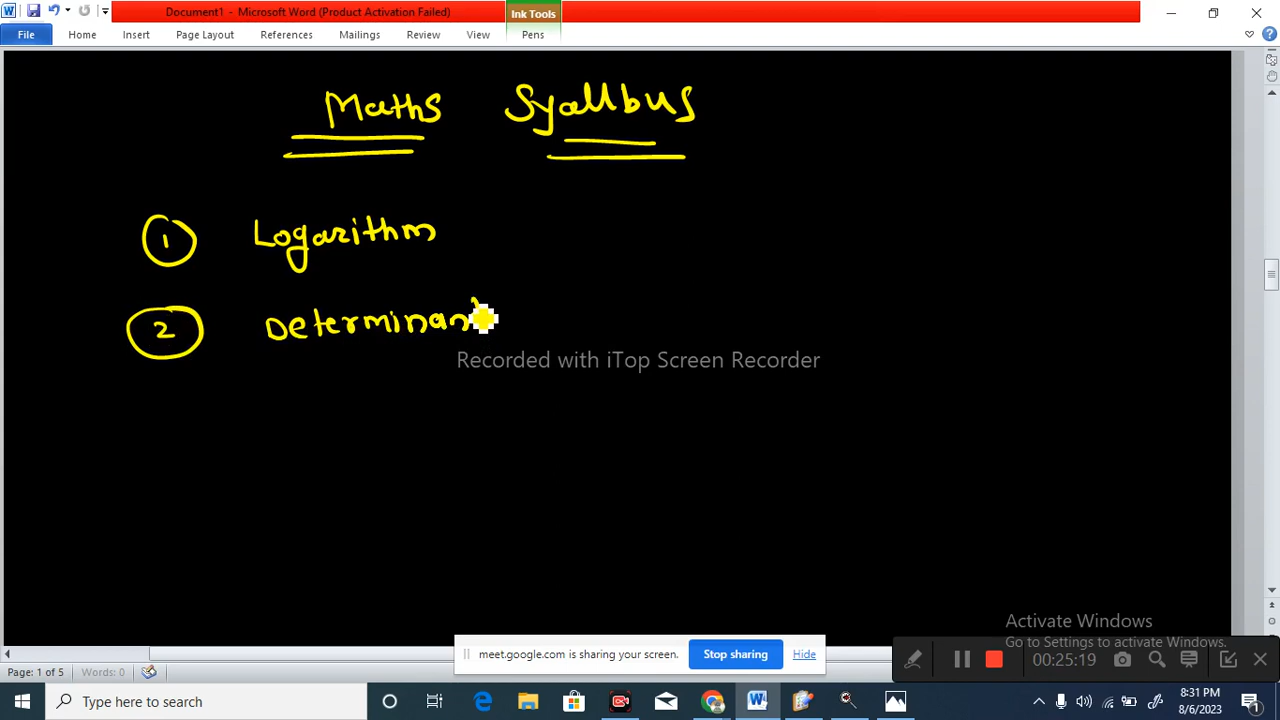 Document1 - Microsoft Word (Product Activation Failed)
Ink Tools
File Home Insert Page Layout References Mailings Review View Pens
Maths Syallbus
1 Logarithm
2 Determinant
Recorded with iTop Screen Recorder
Activate Windows
Go to Settings to activate Windows.
meet.google.com is sharing your screen. Stop sharing Hide
00:25:19
Page: 1 of 5 Words: 0
Type here to search
8:31 PM
8/6/2023